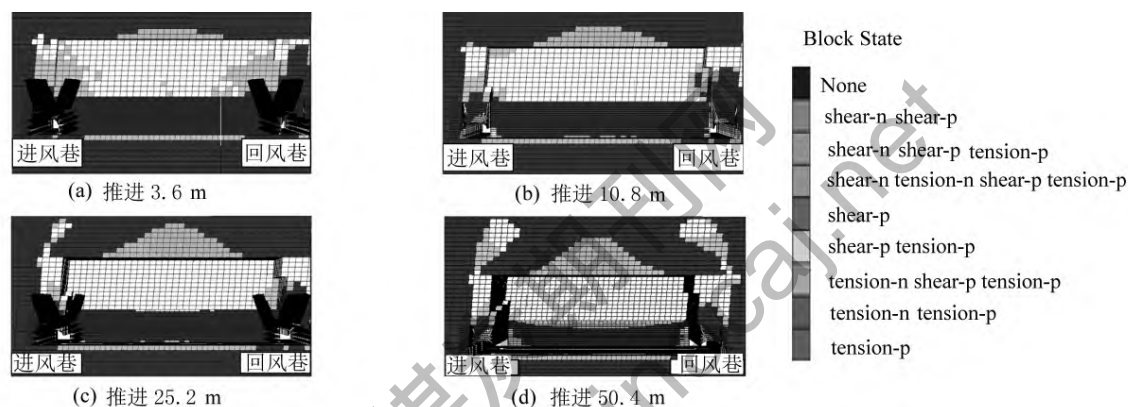 进风巷 回风巷
(a) 推进 3.6 m
进风巷 回风巷
(b) 推进 10.8 m
进风巷 回风巷
(c) 推进 25.2 m
进风巷 回风巷
(d) 推进 50.4 m
Block State
None
shear-n shear-p
shear-n shear-p tension-p
shear-n tension-n shear-p tension-p
shear-p
shear-p tension-p
tension-n shear-p tension-p
tension-n tension-p
tension-p